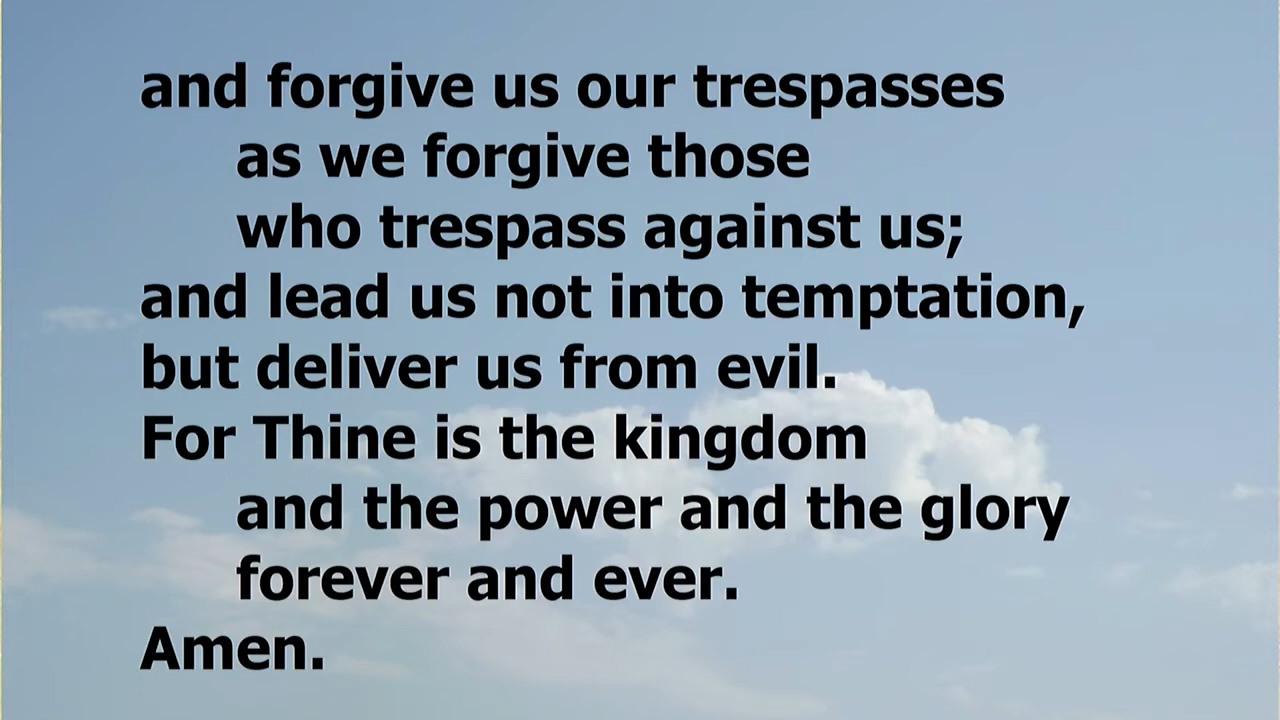 and forgive us our trespasses
as we forgive those
who trespass against us;
and lead us not into temptation,
but deliver us from evil.
For Thine is the kingdom
and the power and the glory
forever and ever.
Amen.